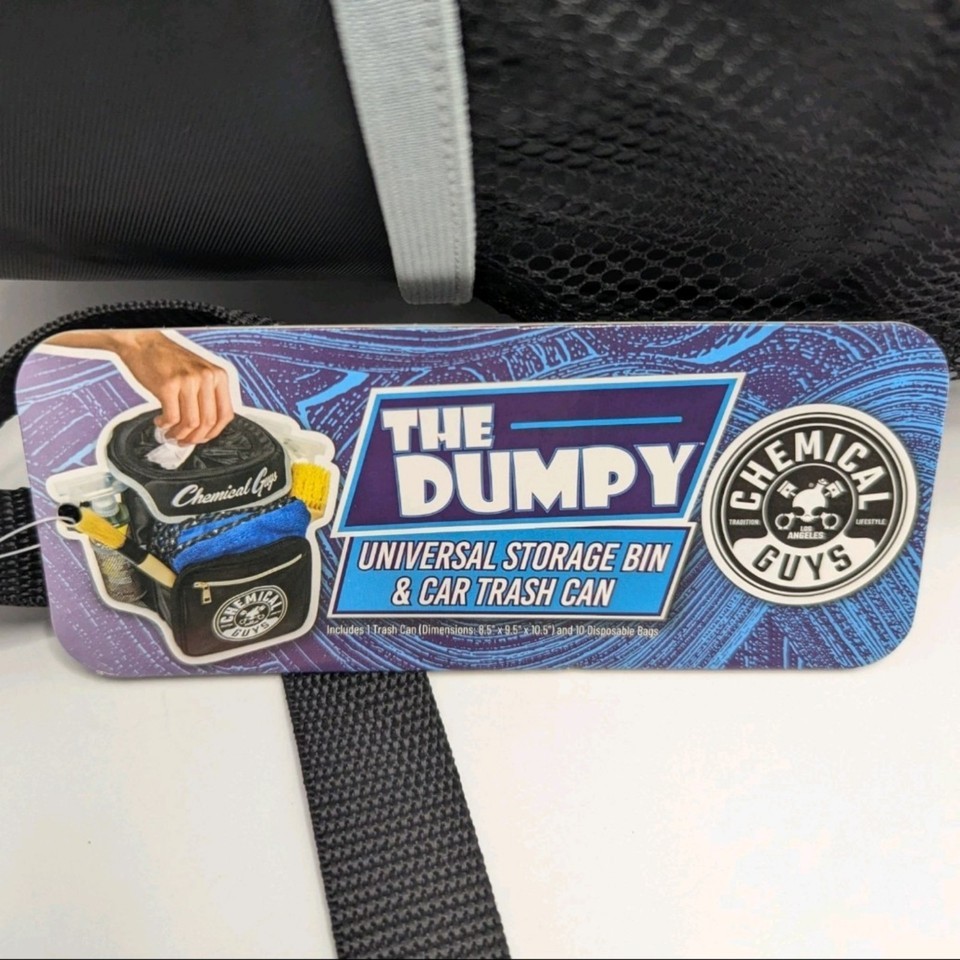 THE
DUMPY
UNIVERSAL STORAGE BIN
& CAR TRASH CAN
Includes 1 Trash Can (Dimensions: 8.5" x 9.5" x 10.5") and 10 Disposable Bags
Chemical Guys
CHEMICAL
GUYS
CHEMICAL
TRADITION: LOS LIFESTYLE:
ANGELES:
GUYS